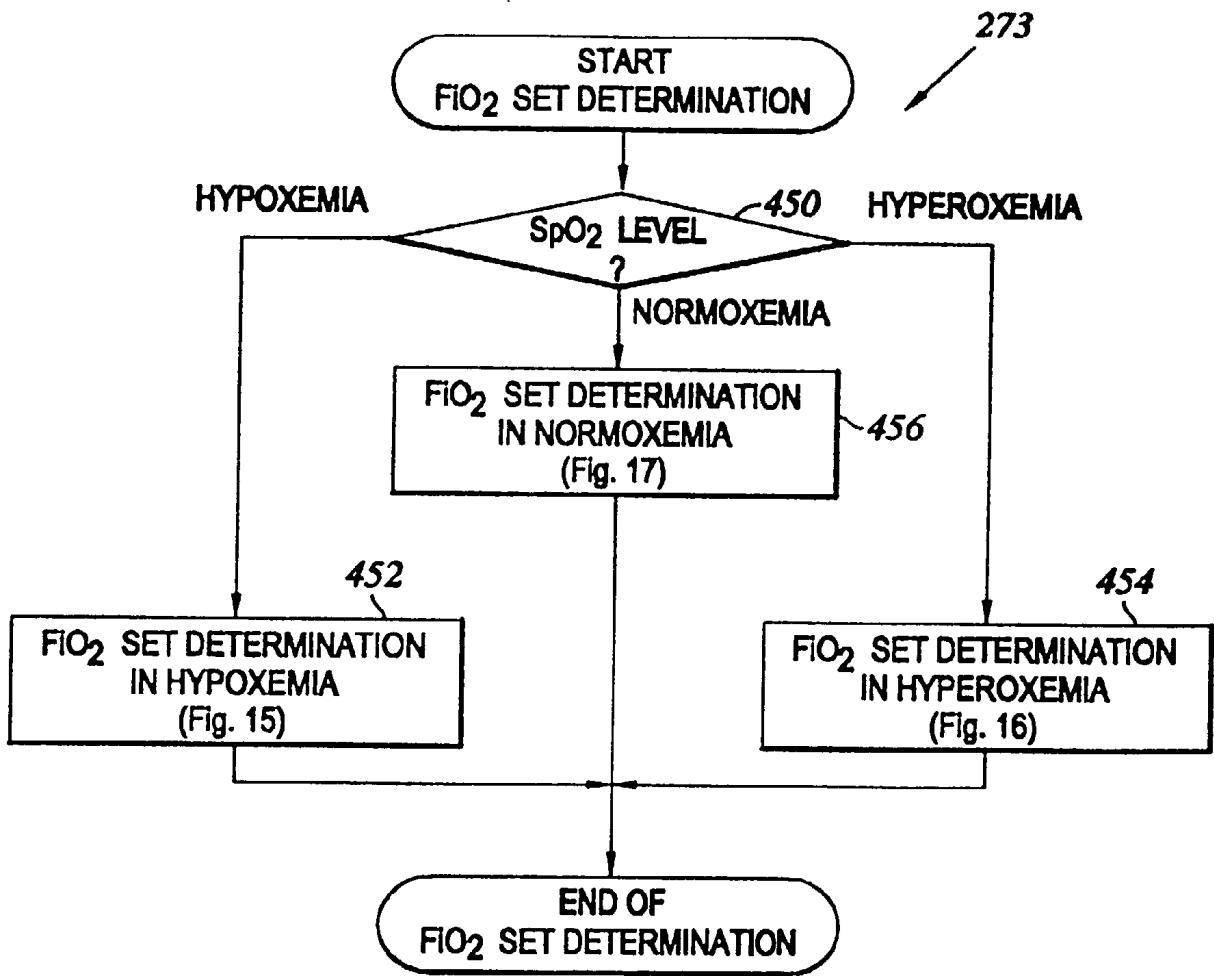 273
START
FiO2 SET DETERMINATION
HYPOXEMIA
450
HYPEROXEMIA
SpO2 LEVEL
?
NORMOXEMIA
FiO2 SET DETERMINATION
IN NORMOXEMIA
(Fig. 17)
456
452
FiO2 SET DETERMINATION
IN HYPOXEMIA
(Fig. 15)
454
FiO2 SET DETERMINATION
IN HYPEROXEMIA
(Fig. 16)
END OF
FiO2 SET DETERMINATION